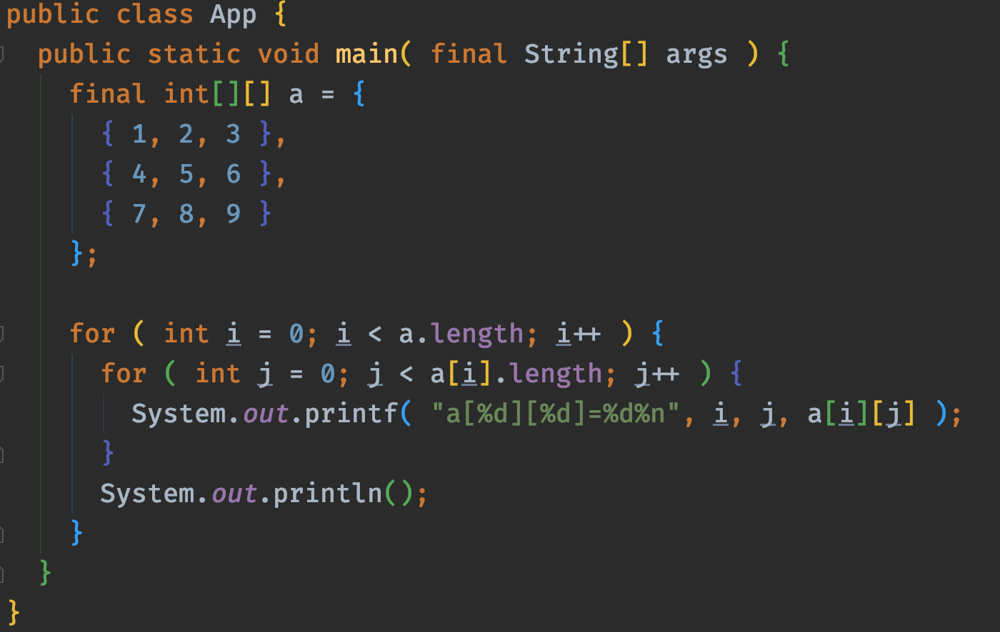 public class App {
  public static void main( final String[] args ) {
    final int[][] a = {
      { 1, 2, 3 },
      { 4, 5, 6 },
      { 7, 8, 9 }
    };

    for ( int i = 0; i < a.length; i++ ) {
      for ( int j = 0; j < a[i].length; j++ ) {
        System.out.printf( "a[%d][%d]=%d%n", i, j, a[i][j] );
      }
      System.out.println();
    }
  }
}